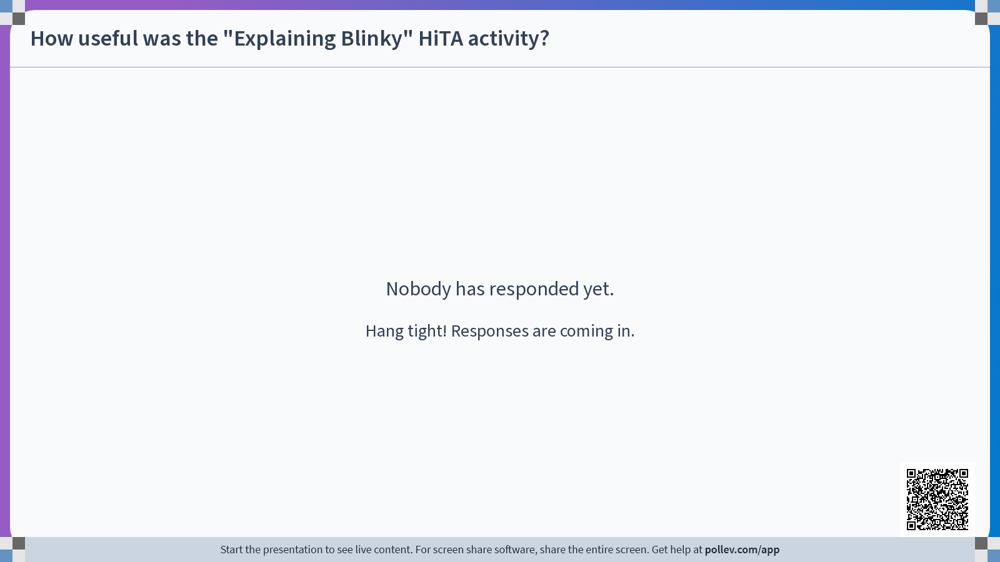 How useful was the "Explaining Blinky" HiTA activity?
Nobody has responded yet.
Hang tight! Responses are coming in.
Start the presentation to see live content. For screen share software, share the entire screen. Get help at pollev.com/app